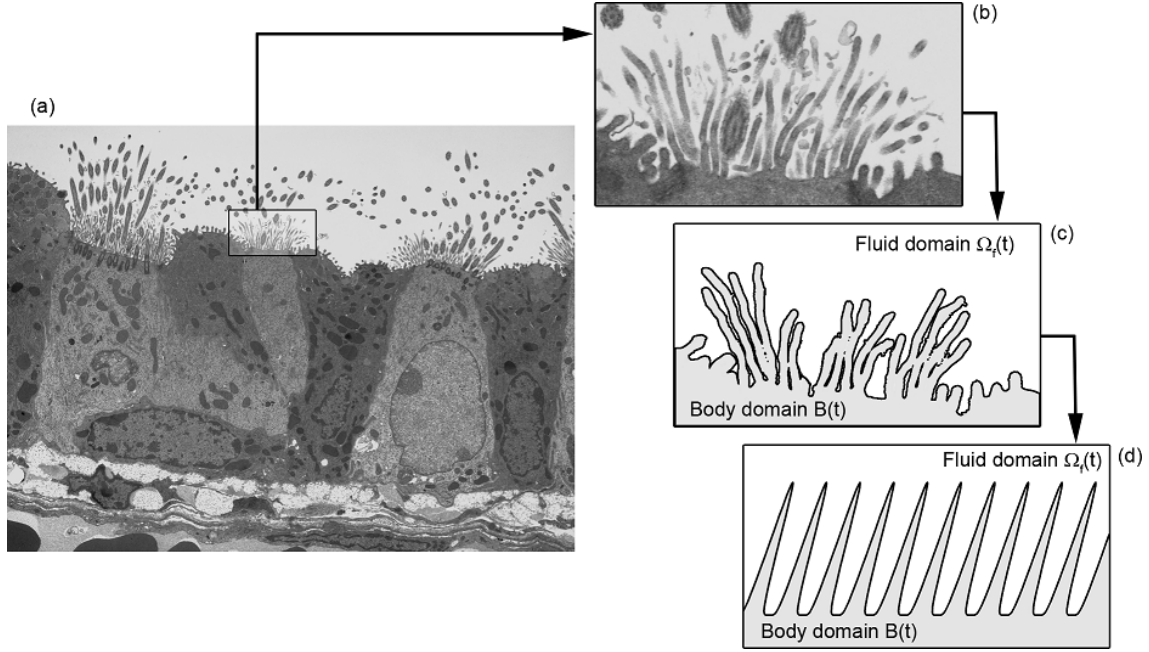 (a)
(b)
(c)
Fluid domain Ωf(t)
Body domain B(t)
(d)
Fluid domain Ωf(t)
Body domain B(t)